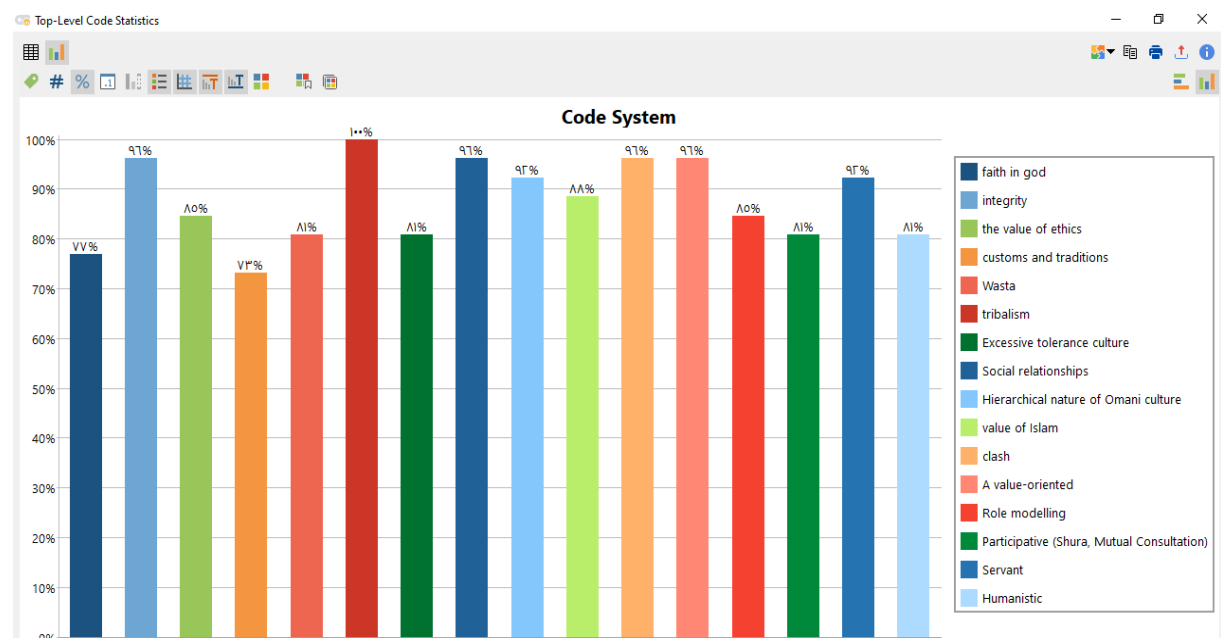 Top-Level Code Statistics
Code System
100%
90%
80%
70%
60%
50%
40%
30%
20%
10%
0%
٧٧%
٩٦%
٨٥%
٧٣%
٨١%
١٠٠%
٨١%
٩٦%
٩٢%
٨٨%
٩٦%
٩٦%
٨٥%
٨١%
٩٢%
٨١%
faith in god
integrity
the value of ethics
customs and traditions
Wasta
tribalism
Excessive tolerance culture
Social relationships
Hierarchical nature of Omani culture
value of Islam
clash
A value-oriented
Role modelling
Participative (Shura, Mutual Consultation)
Servant
Humanistic